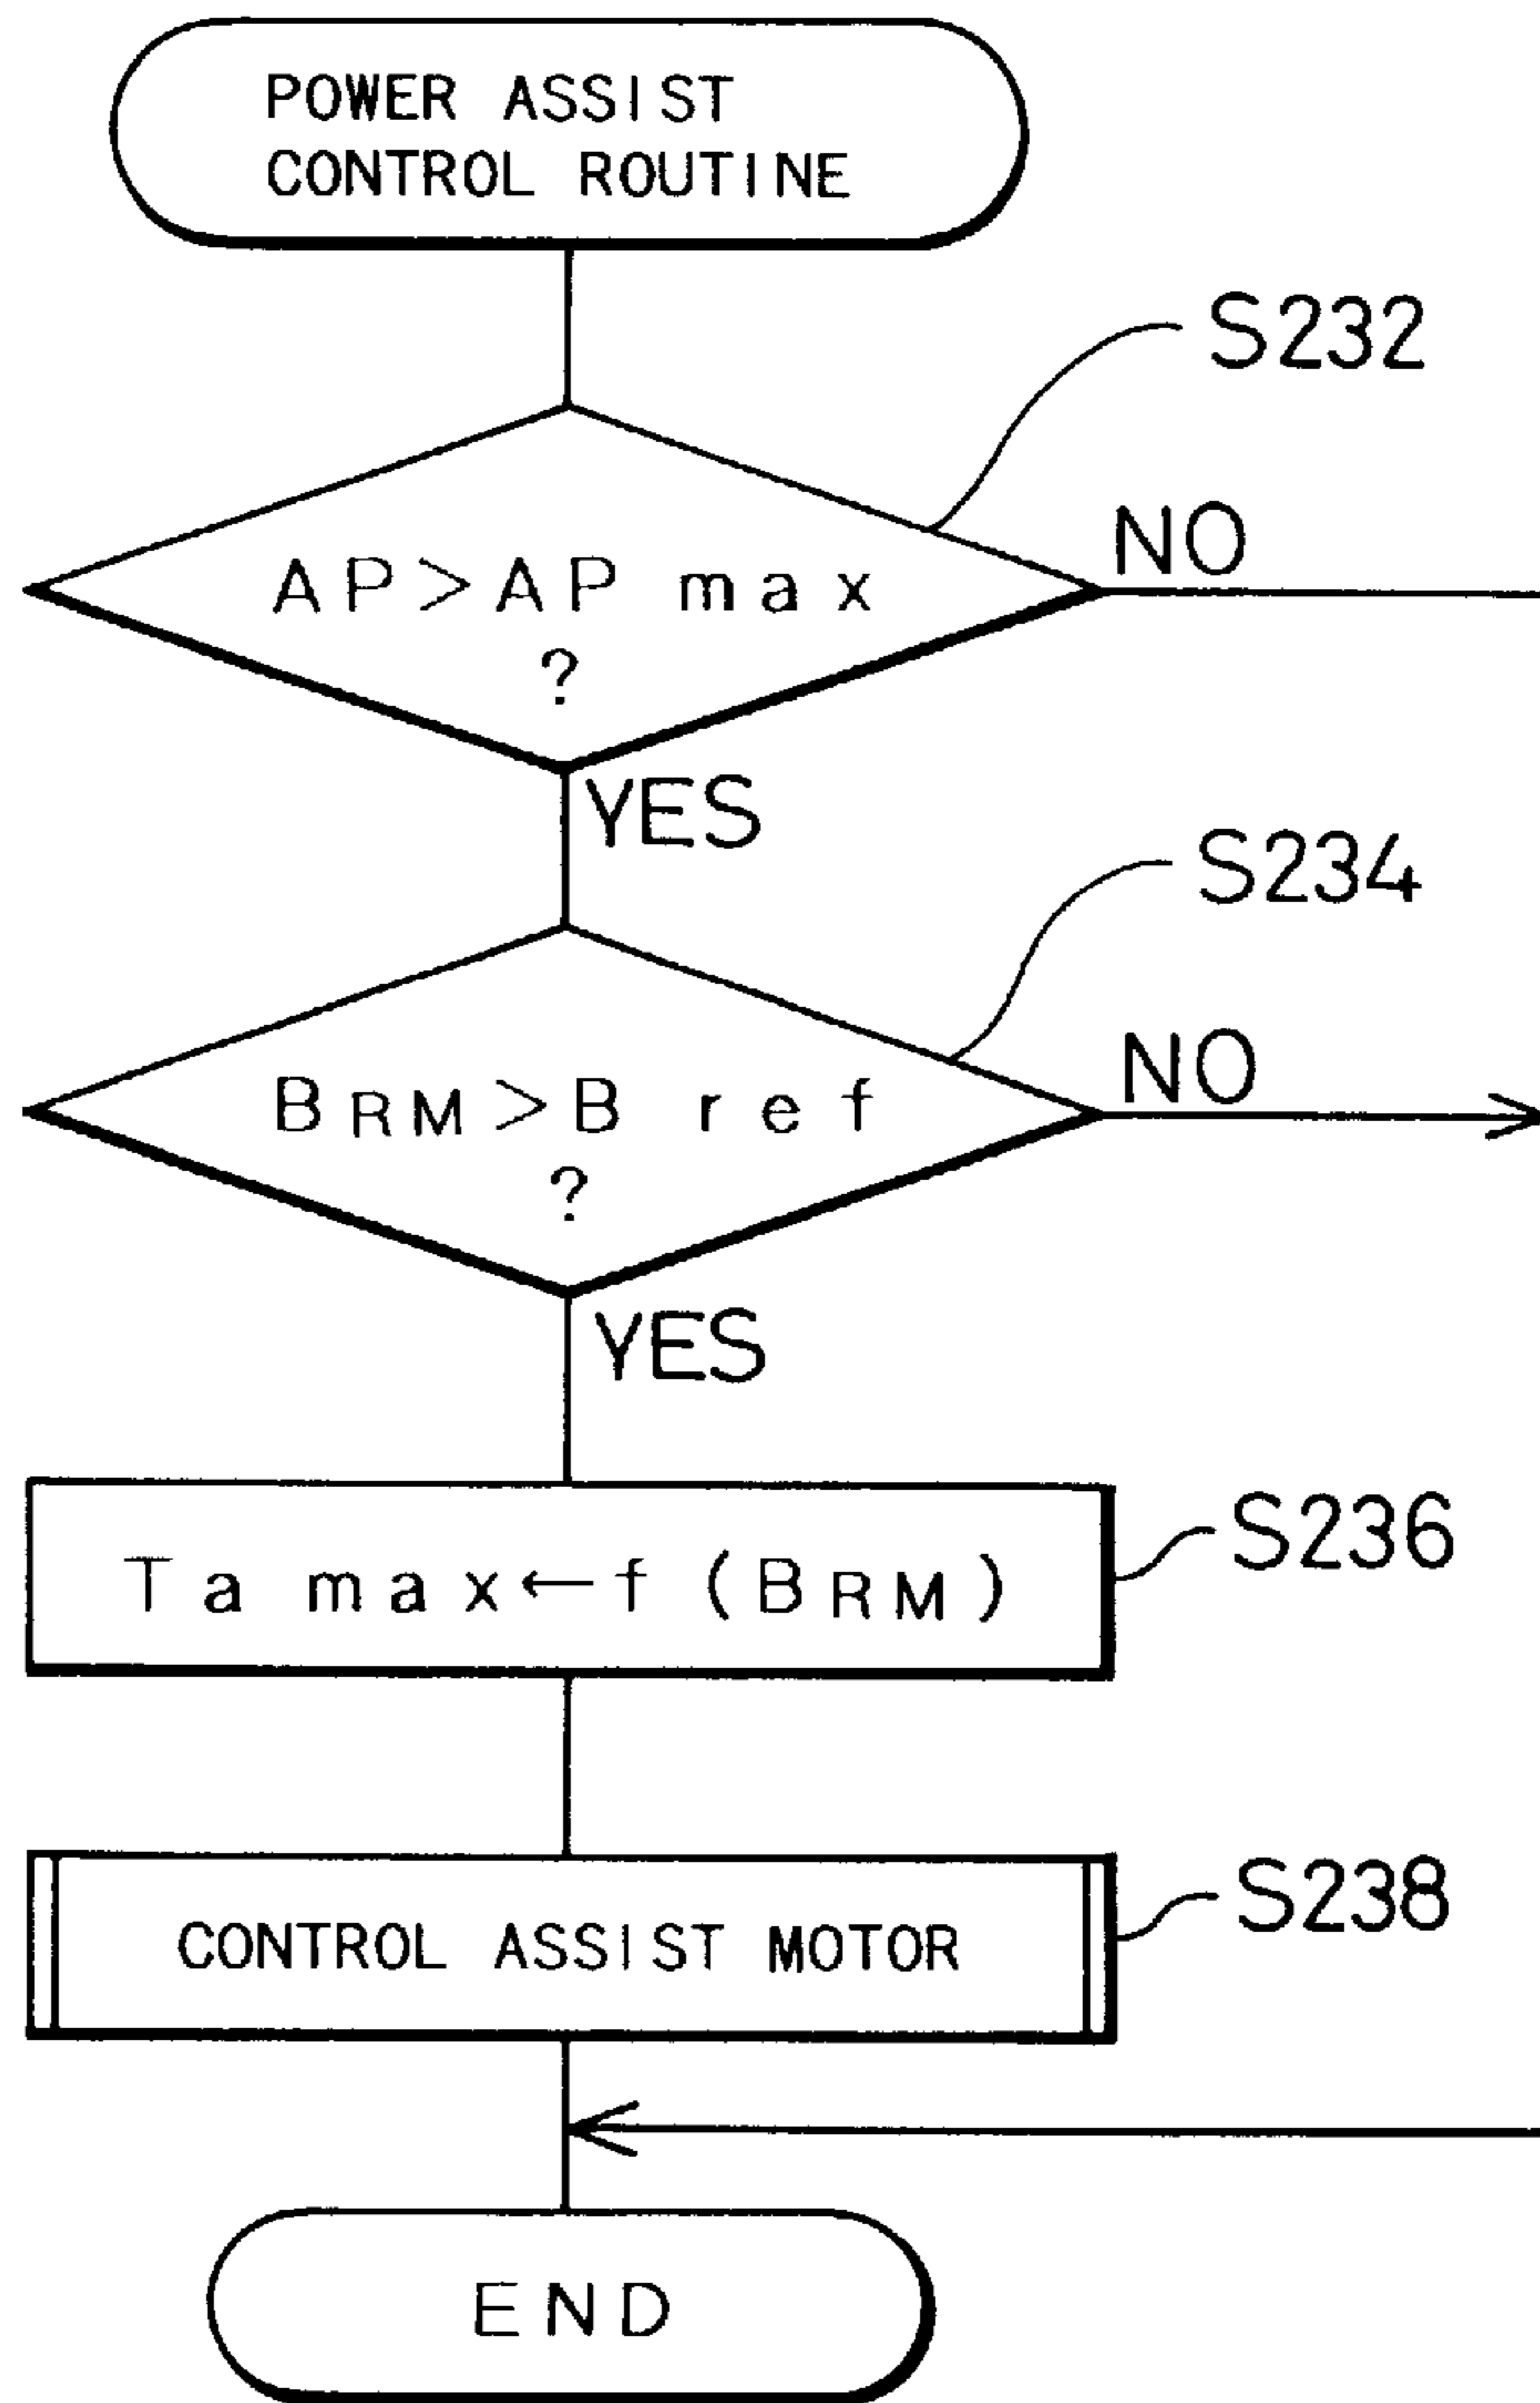 POWER ASSIST
CONTROL ROUTINE
S232
AP>AP max
?
NO
YES
S234
BRM>B ref
?
NO
YES
S236
Ta max←f (BRM)
S238
CONTROL ASSIST MOTOR
END